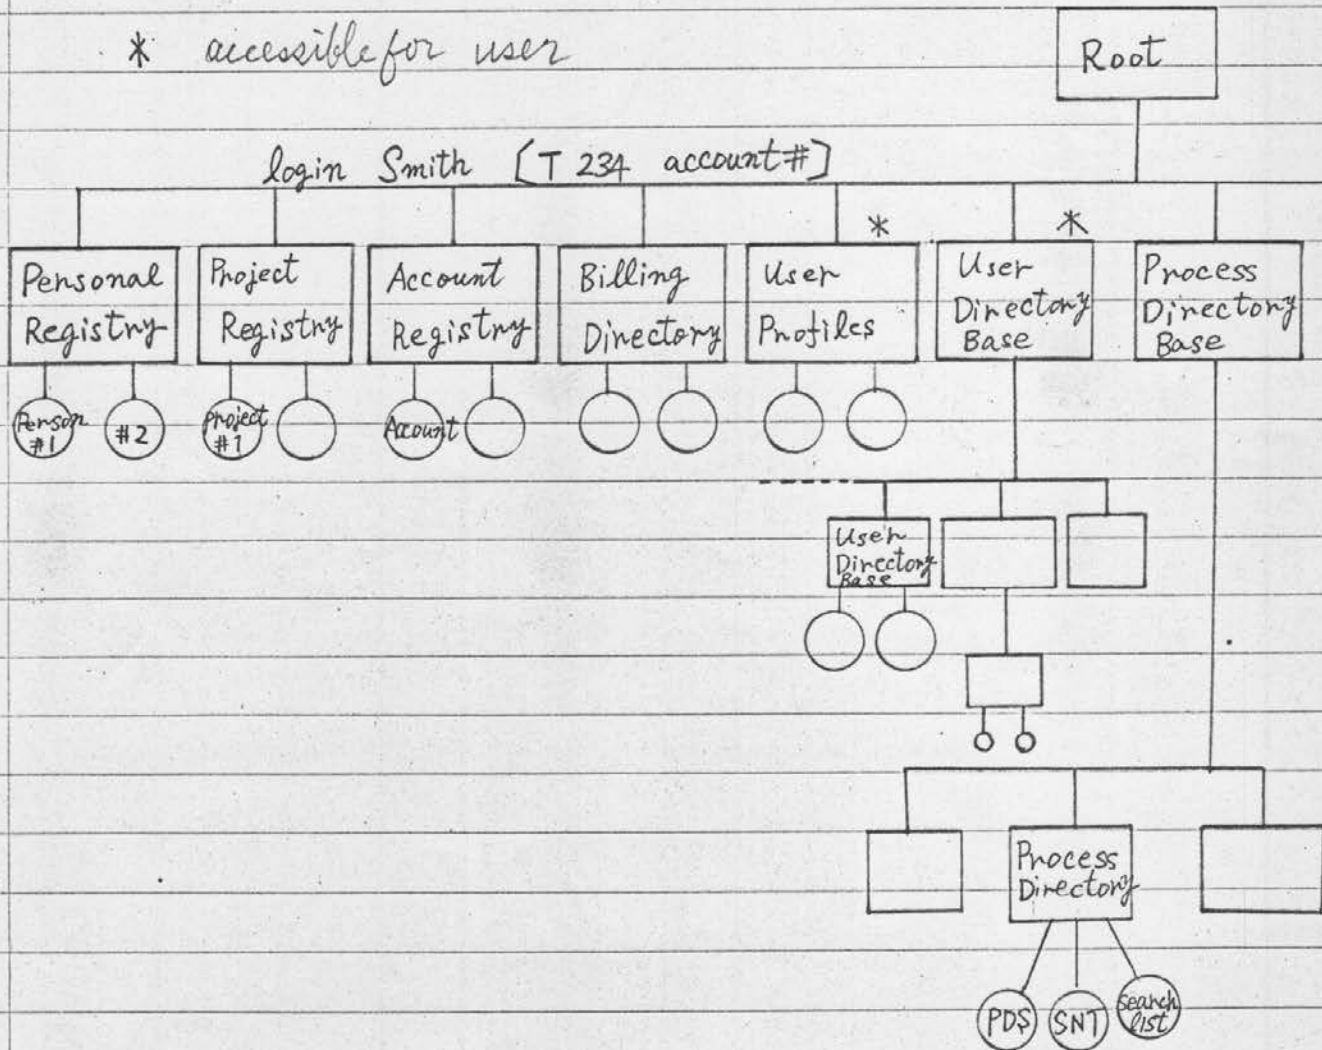 * accessible for user
Root
login Smith [T 234 account#]
*
*
Personal
Registry
Project
Registry
Account
Registry
Billing
Directory
User
Profiles
User
Directory
Base
Process
Directory
Base
Person
#1
#2
Project
#1
Account
User
Directory
Base
Process
Directory
PDS
SNT
search
list